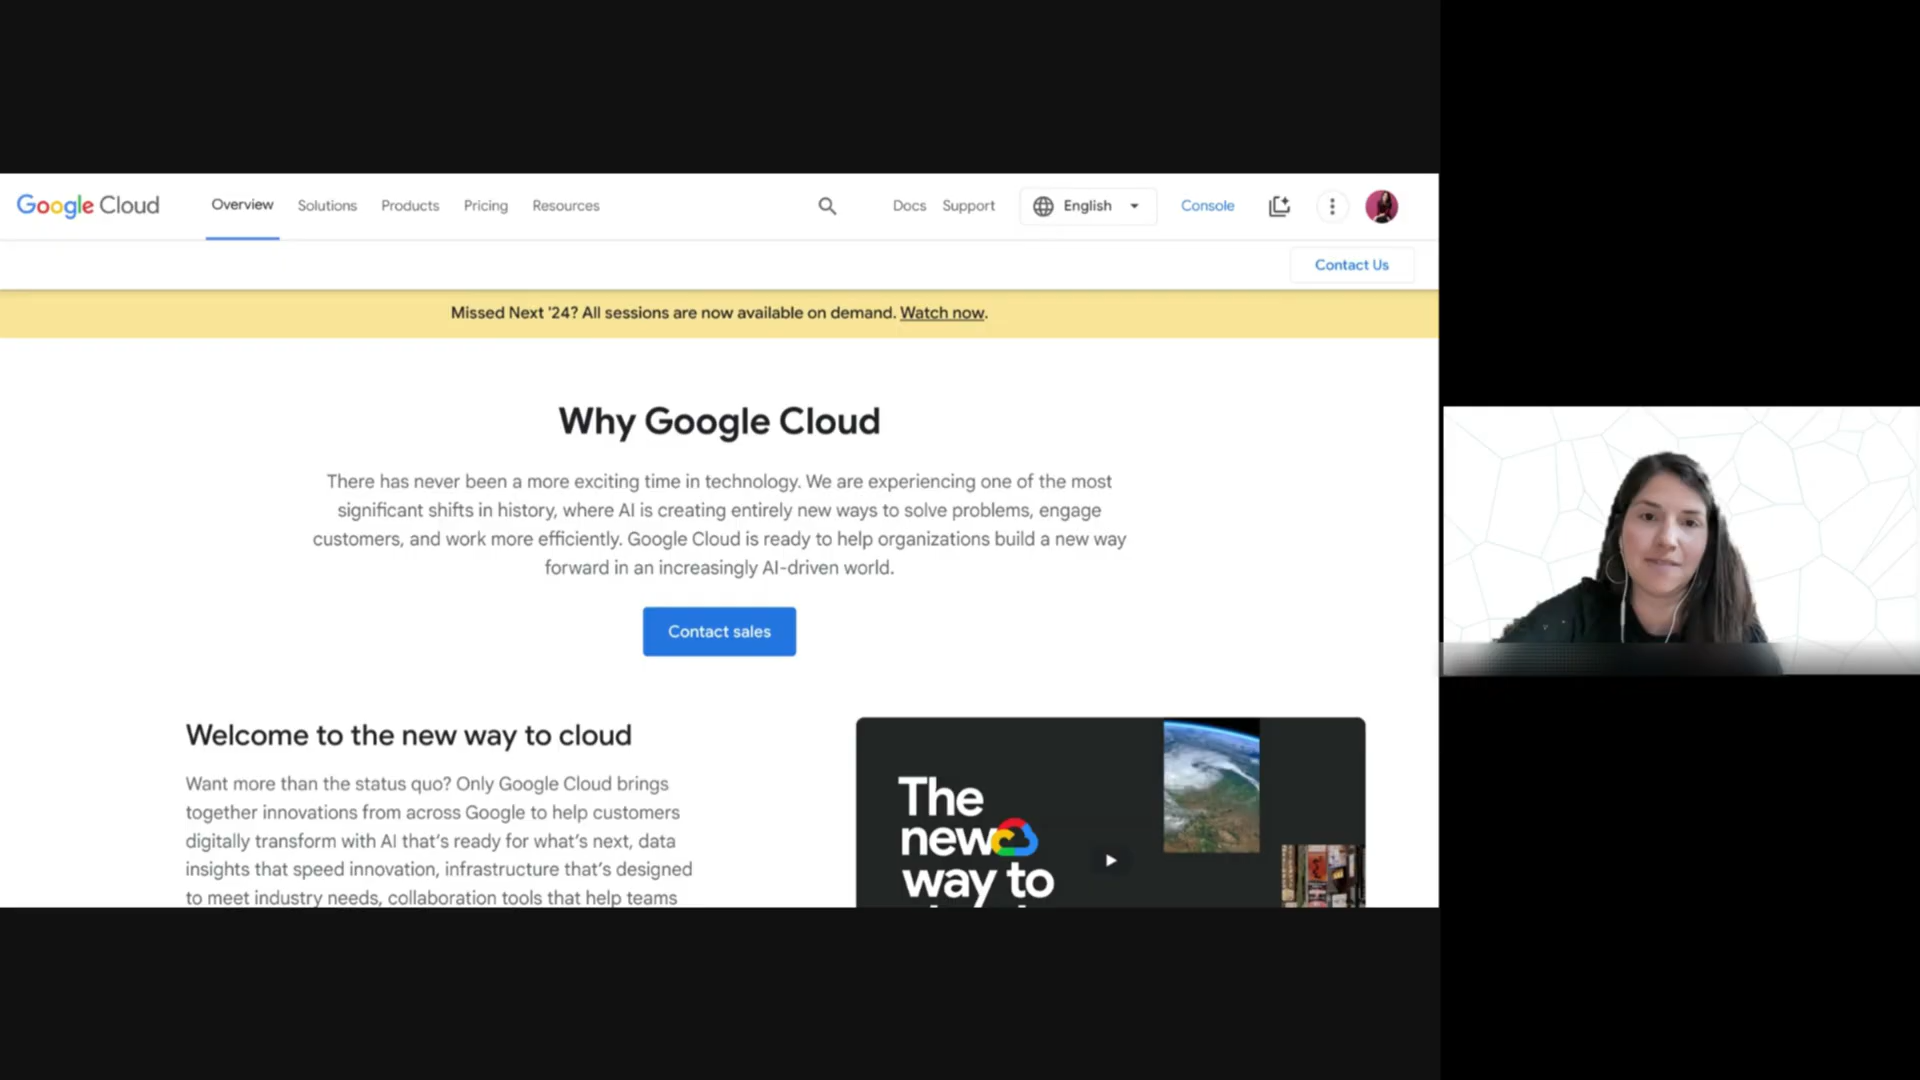 Google Cloud
Overview
Solutions
Products
Pricing
Resources
Docs
Support
English
Console
Contact Us
Missed Next '24? All sessions are now available on demand. Watch now.
Why Google Cloud
There has never been a more exciting time in technology. We are experiencing one of the most
significant shifts in history, where AI is creating entirely new ways to solve problems, engage
customers, and work more efficiently. Google Cloud is ready to help organizations build a new way
forward in an increasingly AI-driven world.
Contact sales
Welcome to the new way to cloud
Want more than the status quo? Only Google Cloud brings
together innovations from across Google to help customers
digitally transform with AI that's ready for what's next, data
insights that speed innovation, infrastructure that's designed
to meet industry needs, collaboration tools that help teams
The
new
way to